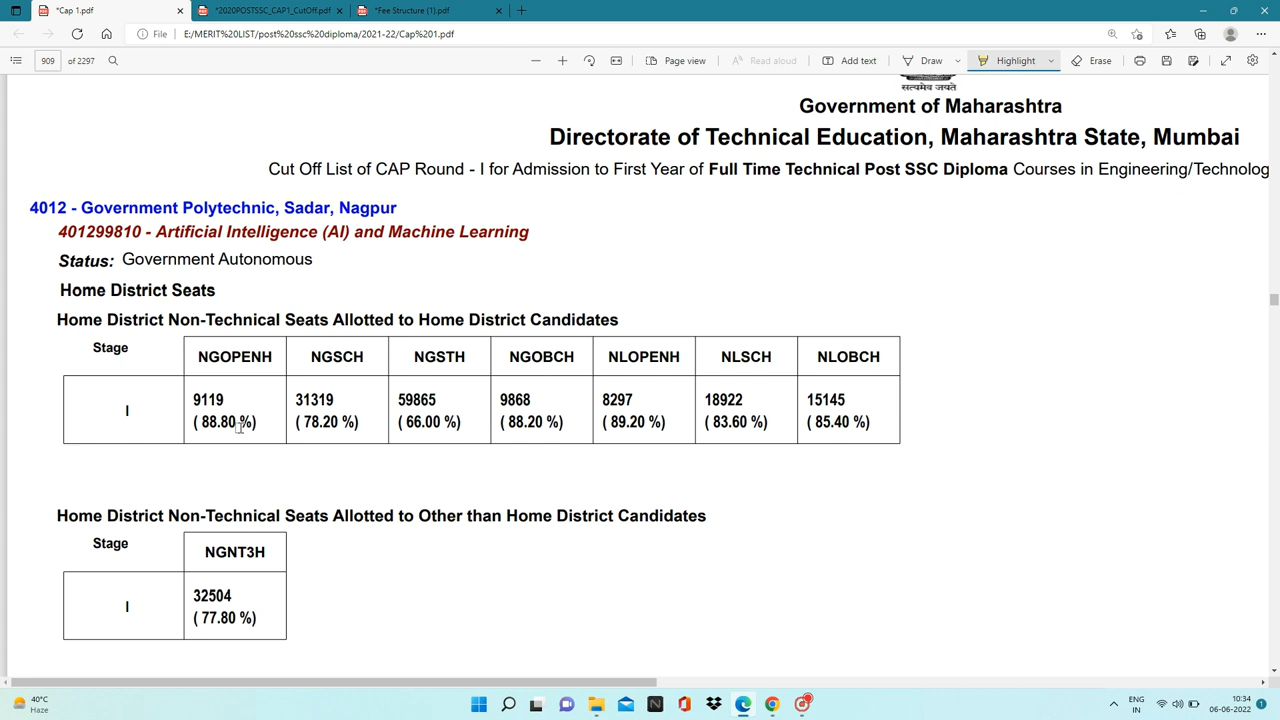 *Cap 1.pdf
*2020POSTSSC_CAP1_CutOff.pdf
*Fee Structure (1).pdf
File E:/MERIT%20LIST/post%20ssc%20diploma/2021-22/Cap%201.pdf
909 of 2297
Page view
Read aloud
Add text
Draw
Highlight
Erase
सत्यमेव जयते
Government of Maharashtra
Directorate of Technical Education, Maharashtra State, Mumbai
Cut Off List of CAP Round - I for Admission to First Year of Full Time Technical Post SSC Diploma Courses in Engineering/Technolog
4012 - Government Polytechnic, Sadar, Nagpur
401299810 - Artificial Intelligence (AI) and Machine Learning
Status: Government Autonomous
Home District Seats
Home District Non-Technical Seats Allotted to Home District Candidates
Stage NGOPENH NGSCH NGSTH NGOBCH NLOPENH NLSCH NLOBCH
I 9119 31319 59865 9868 8297 18922 15145
( 88.80 %) ( 78.20 %) ( 66.00 %) ( 88.20 %) ( 89.20 %) ( 83.60 %) ( 85.40 %)
Home District Non-Technical Seats Allotted to Other than Home District Candidates
Stage NGNT3H
I 32504
( 77.80 %)
40°C
Haze
ENG
IN
10:34
06-06-2022
1